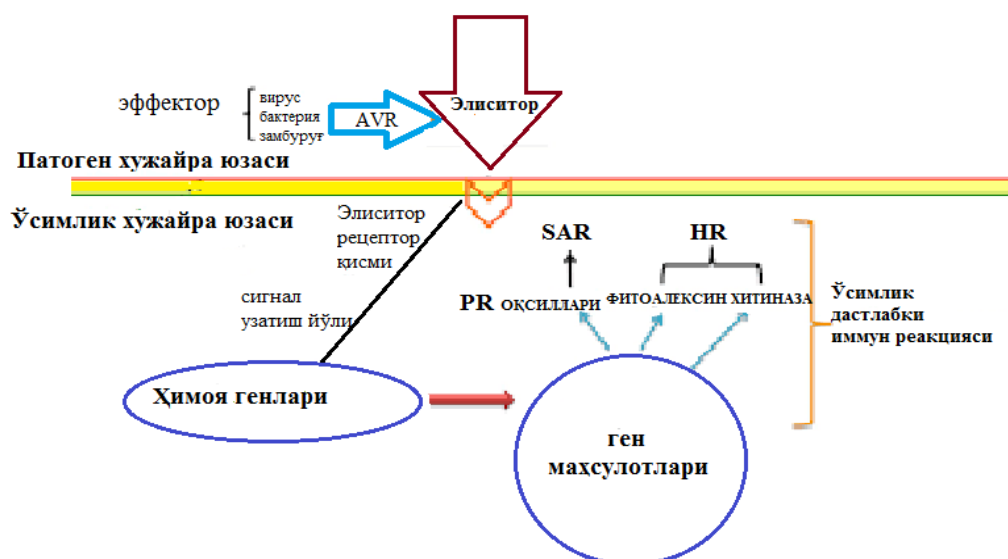 эффектор
вирус
бактерия
замбуруғ
AVR
Элиситор
Патоген хужайра юзаси
Ўсимлик хужайра юзаси
Элиситор
рецептор
қисми
сигнал
узатиш йўли
SAR
HR
PR ОҚСИЛЛАРИ
ФИТОАЛЕКСИН ХИТИНАЗА
Ўсимлик
дастлабки
иммун реакцияси
Ҳимоя генлари
ген
маҳсулотлари